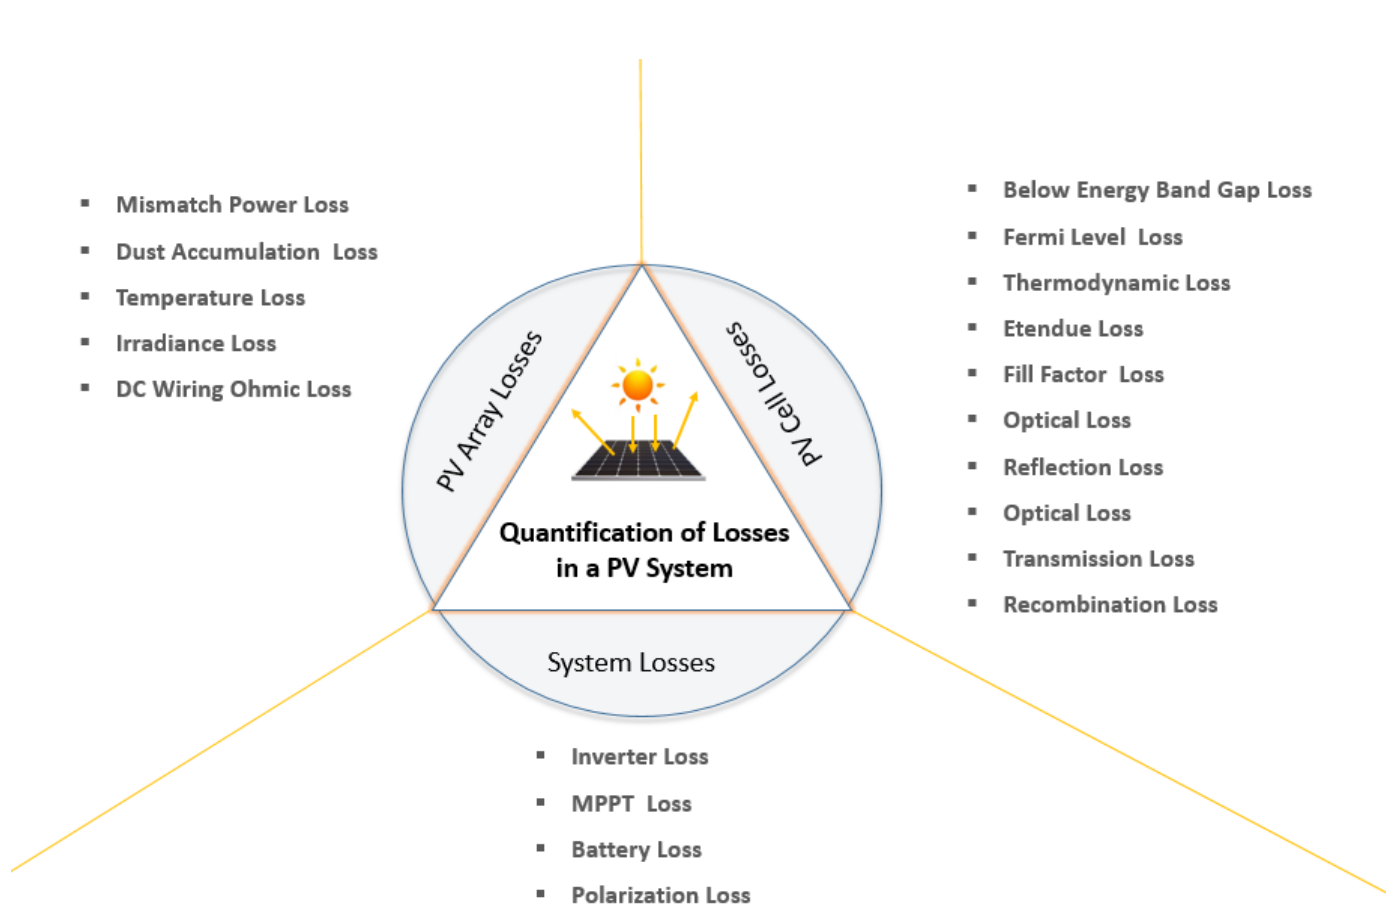 Mismatch Power Loss
Dust Accumulation Loss
Temperature Loss
Irradiance Loss
DC Wiring Ohmic Loss
PV Array Losses
PV Cell Losses
Below Energy Band Gap Loss
Fermi Level Loss
Thermodynamic Loss
Etendue Loss
Fill Factor Loss
Optical Loss
Reflection Loss
Optical Loss
Transmission Loss
Recombination Loss
Quantification of Losses
in a PV System
System Losses
Inverter Loss
MPPT Loss
Battery Loss
Polarization Loss